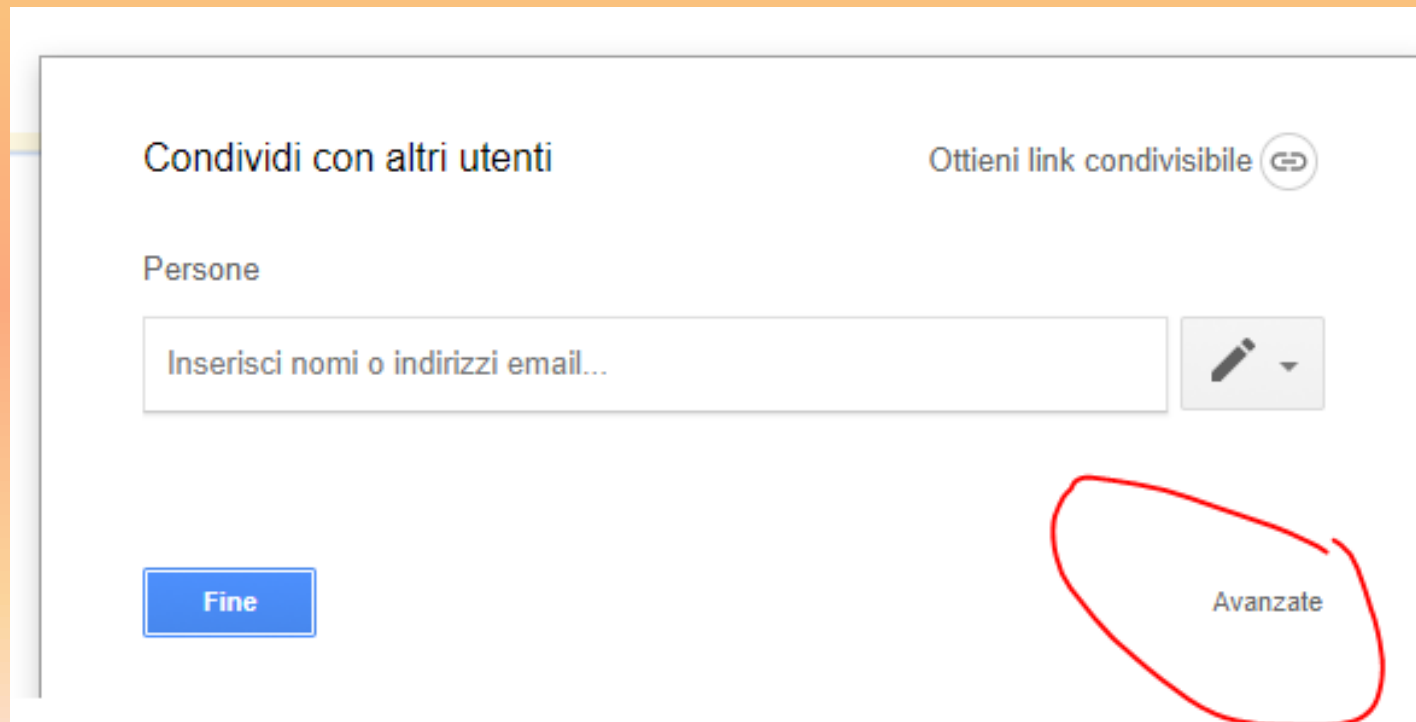 Condividi con altri utenti
Ottieni link condivisibile
Persone
Inserisci nomi o indirizzi email...
Fine
Avanzate